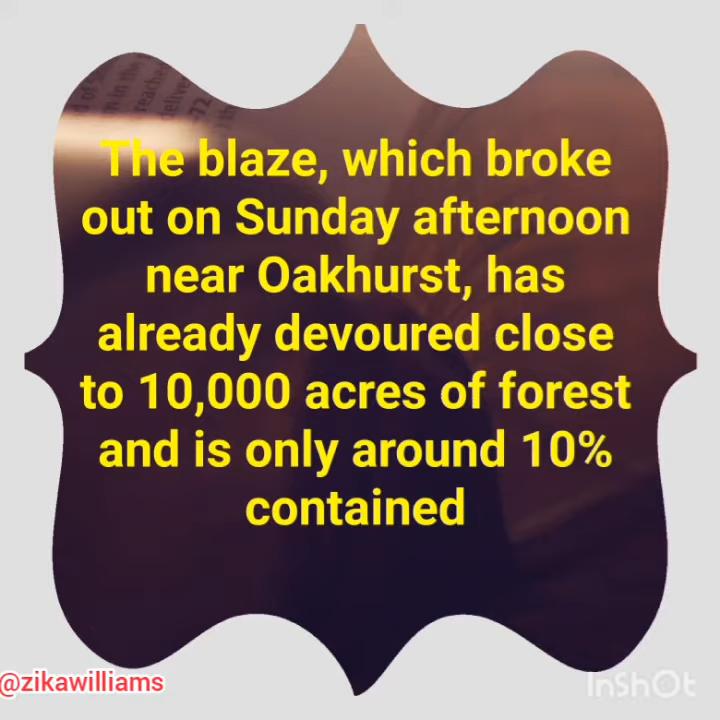 The blaze, which broke
out on Sunday afternoon
near Oakhurst, has
already devoured close
to 10,000 acres of forest
and is only around 10%
contained
@zikawilliams
InShOt